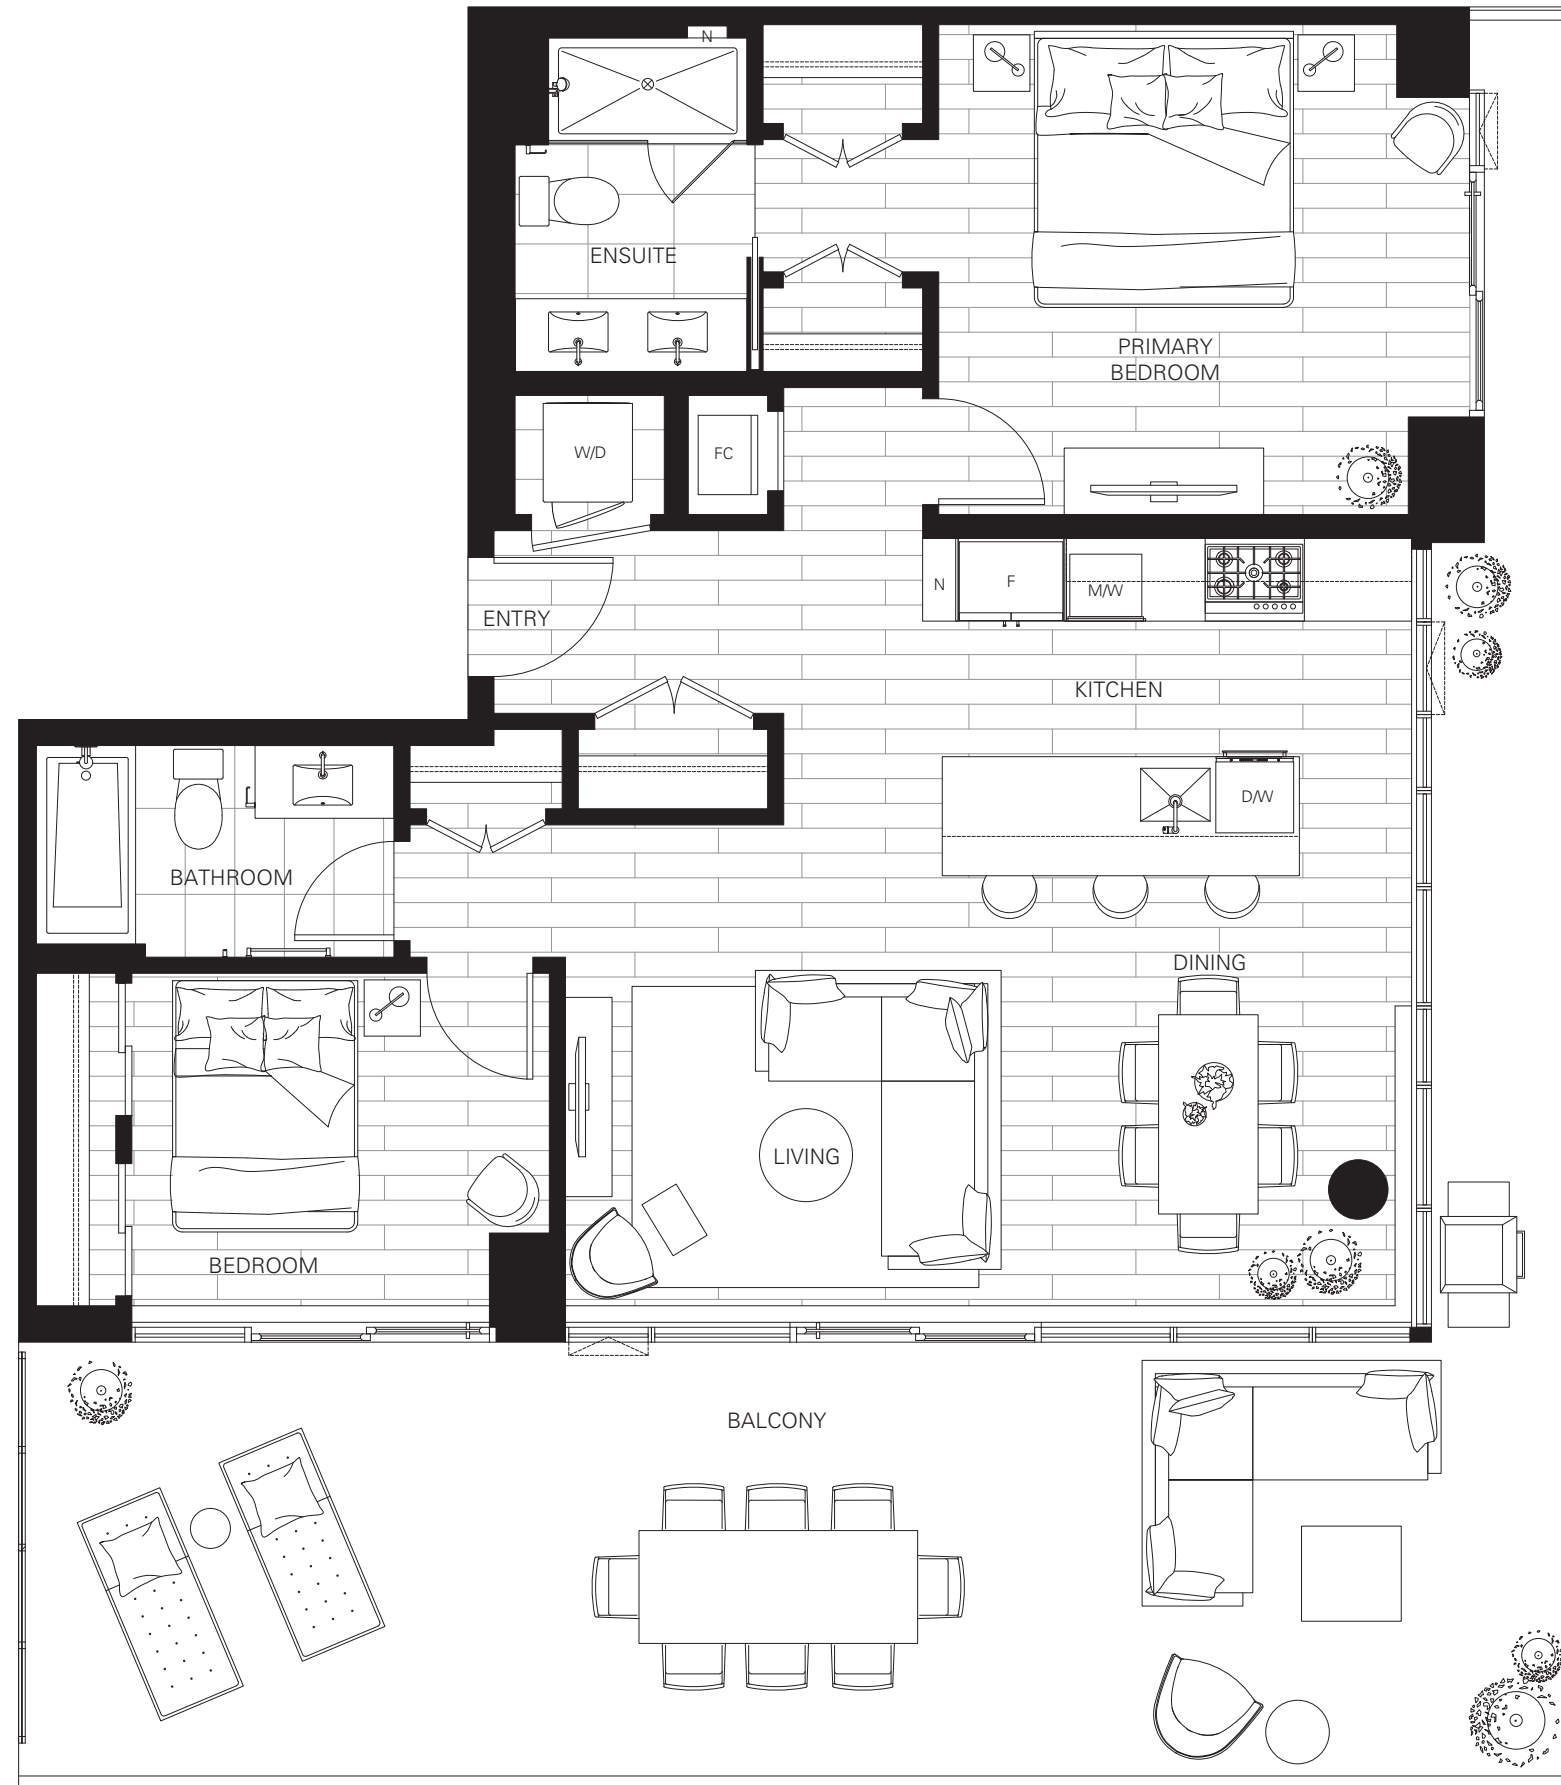 N
ENSUITE
PRIMARY
BEDROOM
W/D
FC
N
F
M/W
ENTRY
KITCHEN
D/W
BATHROOM
DINING
LIVING
BEDROOM
BALCONY